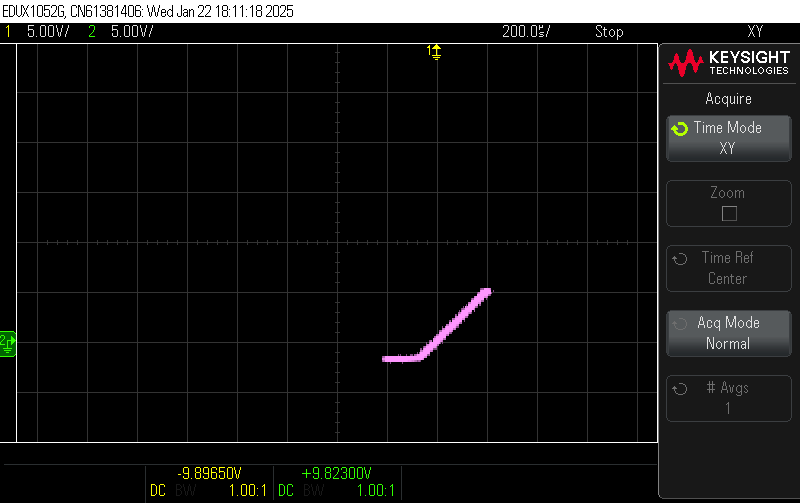 EDUX1052G, CN61381406: Wed Jan 22 18:11:18 2025
1 5.00V/ 2 5.00V/ 200.0us/ Stop XY
1
KEYSIGHT
TECHNOLOGIES
Acquire
Time Mode
XY
Zoom
Time Ref
Center
Acq Mode
Normal
# Avgs
1
2
-9.89650V +9.82300V
DC BW 1.00:1 DC BW 1.00:1